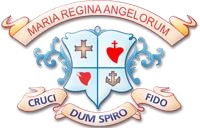 MARIA REGINA ANGELORUM
CRUCI DUM SPIRO FIDO